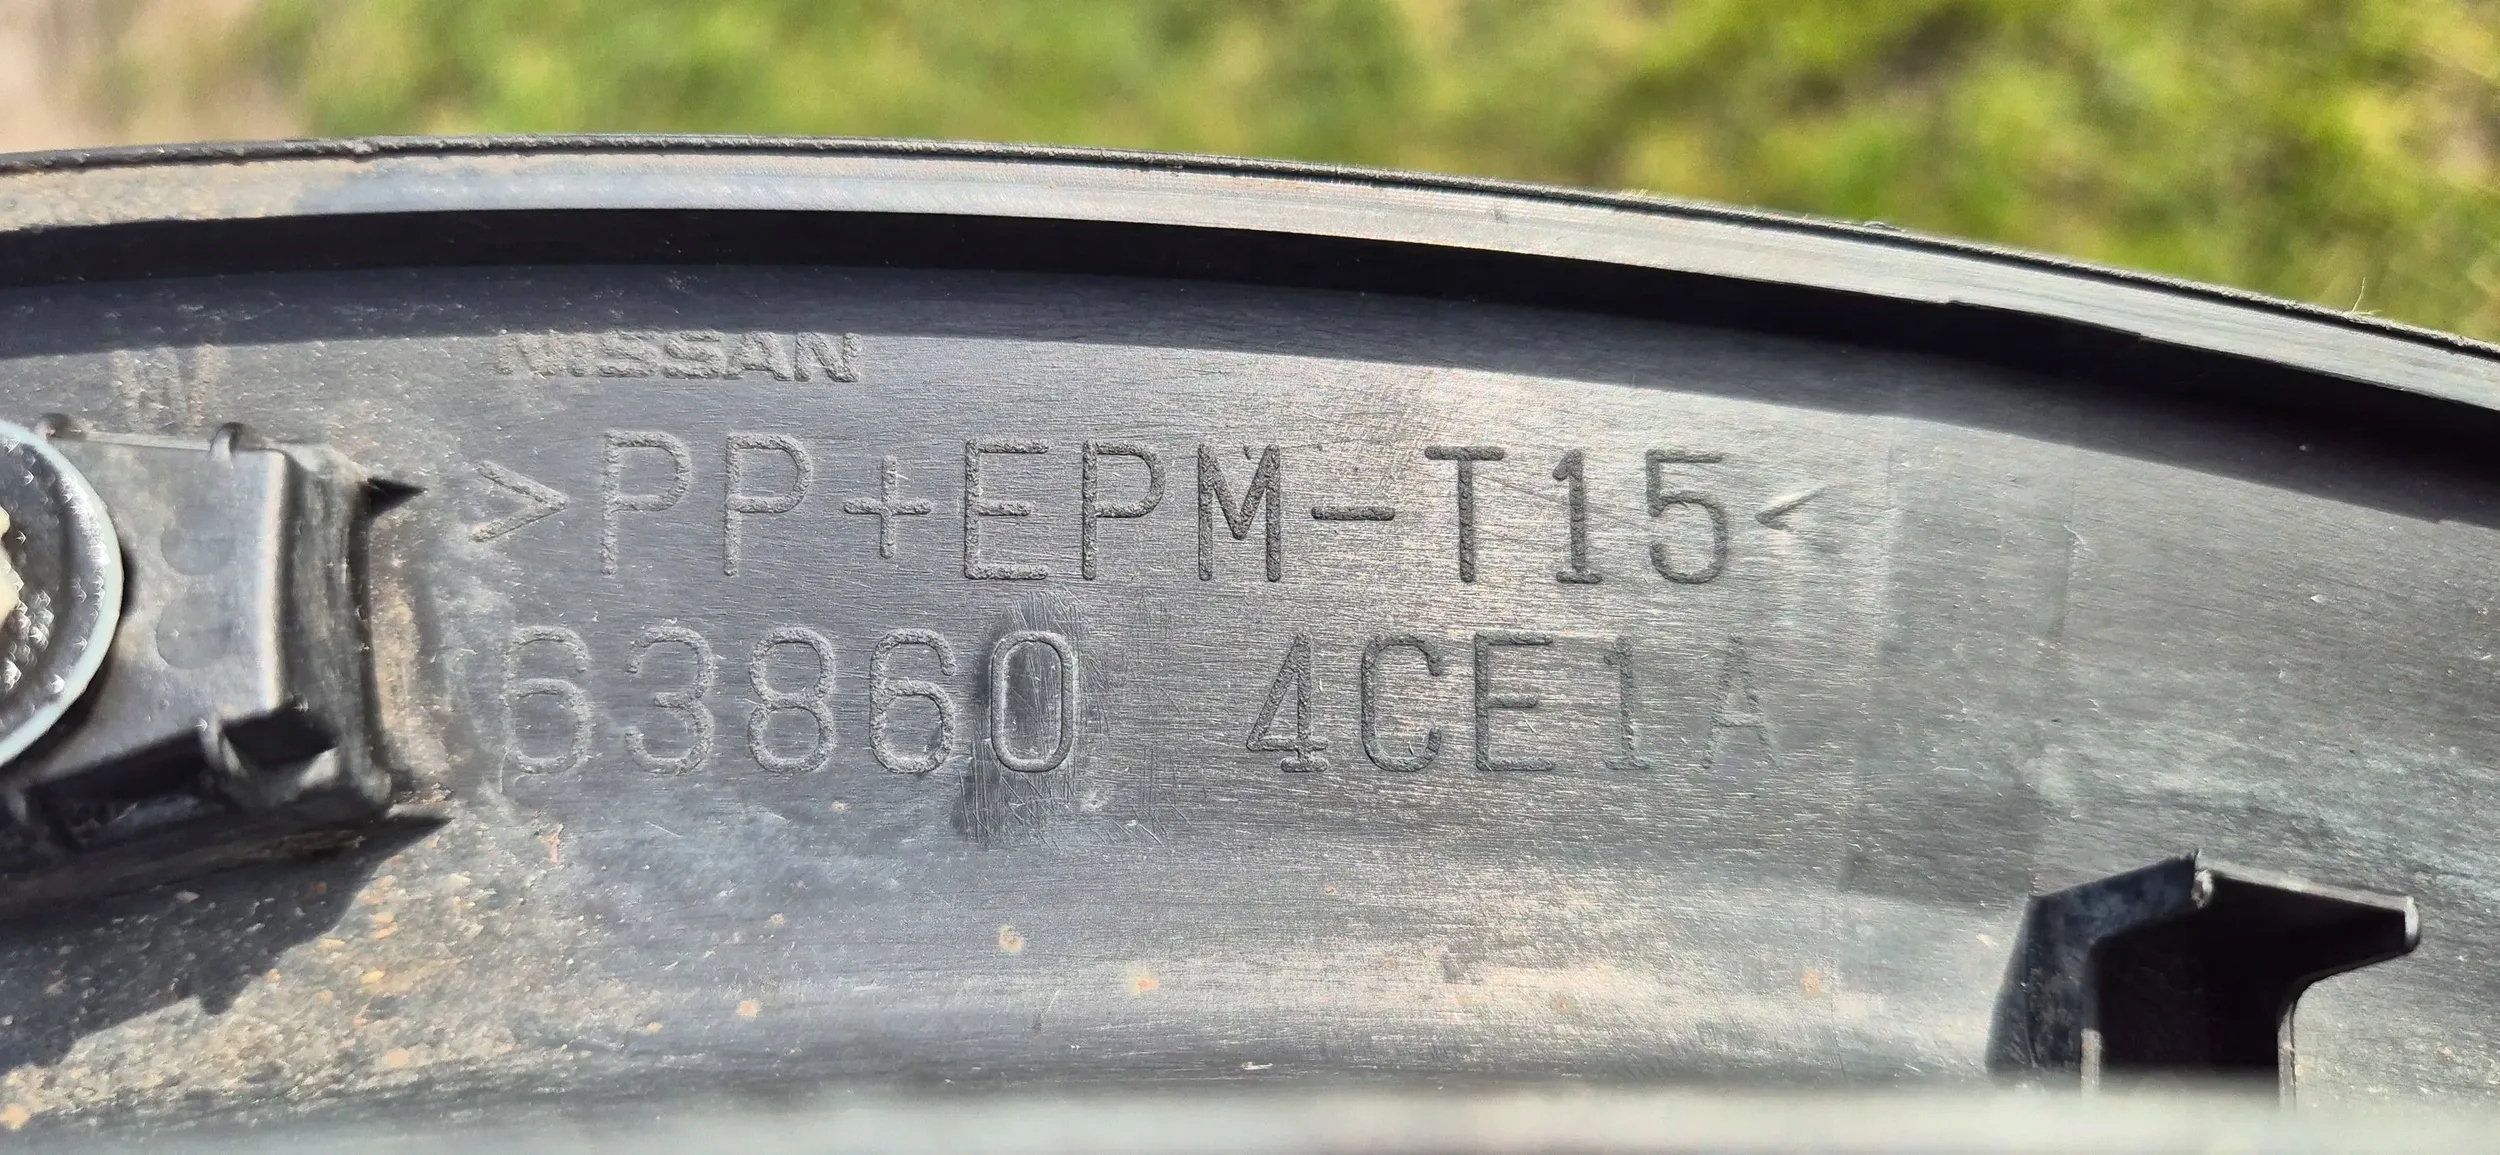 NISSAN
>PP+EPM-T15<
63860 4CE1A